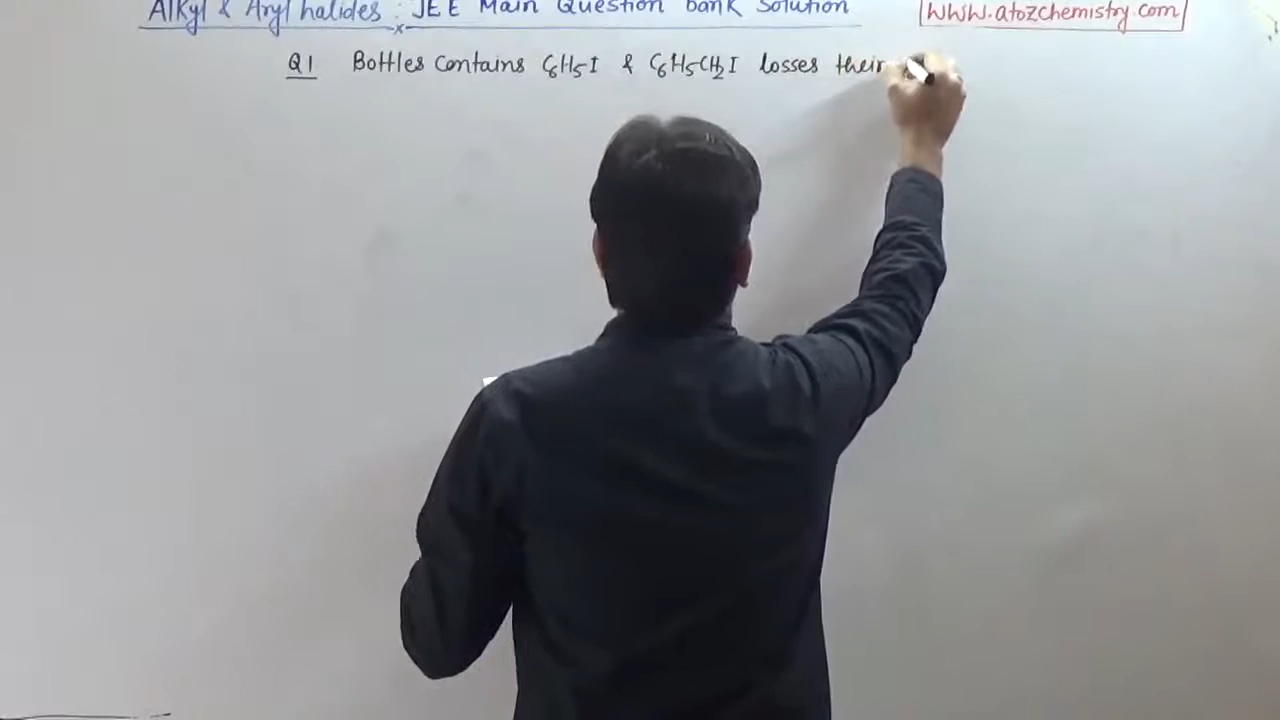 Alkyl & Aryl halides : JEE Main Question bank Solution
www.atozchemistry.com
Q1 Bottles Contains C6H5I & C6H5CH2I losses their